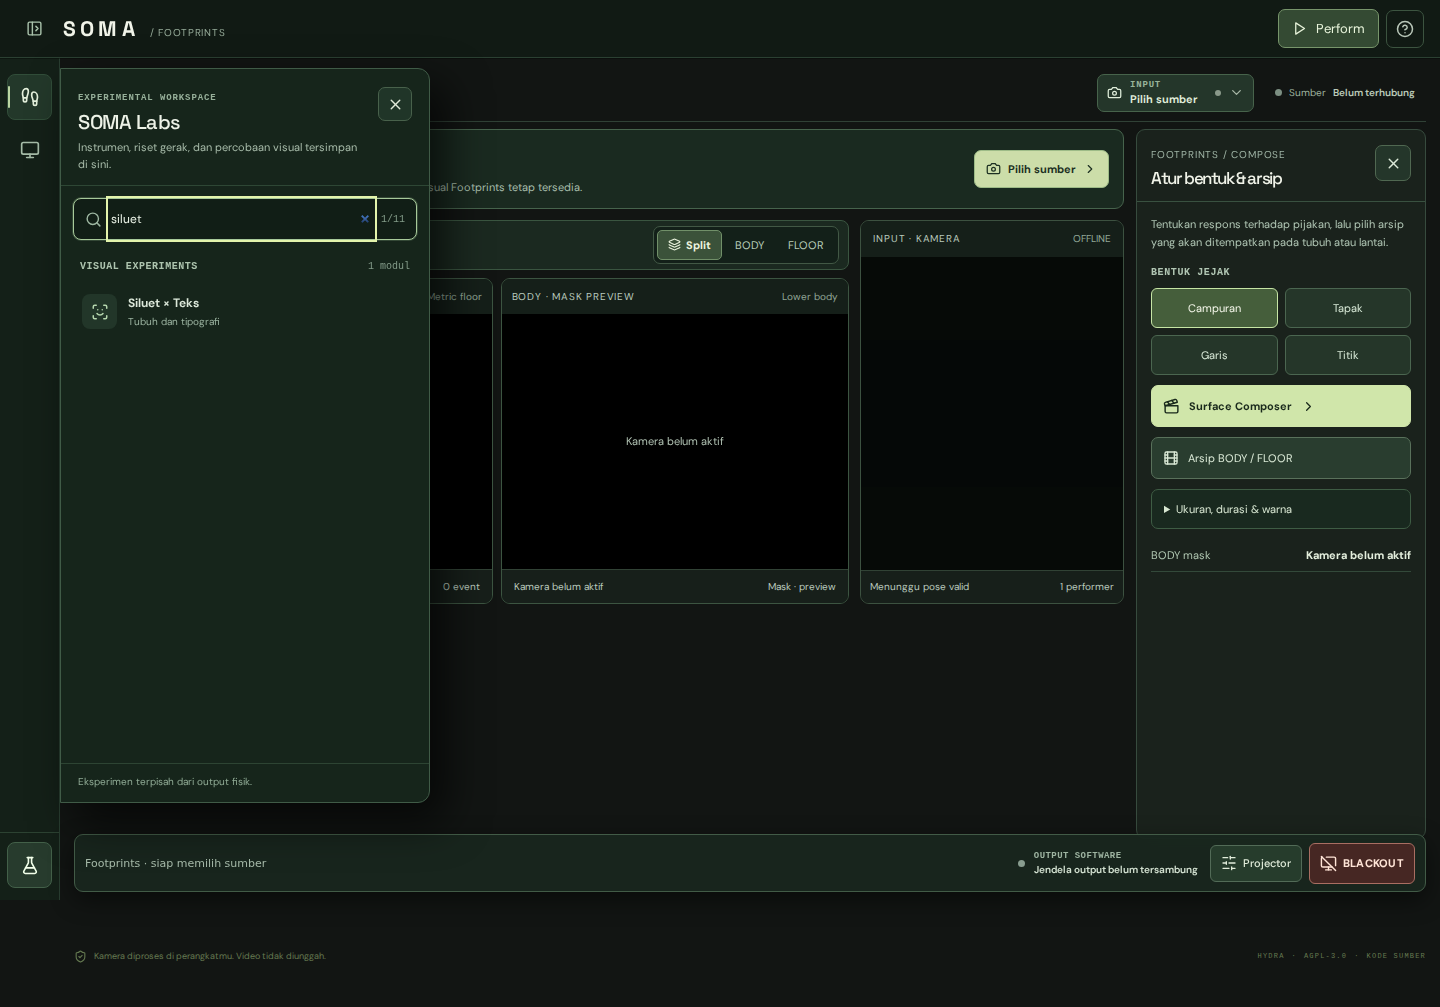 SOMA / FOOTPRINTS
Perform
EXPERIMENTAL WORKSPACE
SOMA Labs
Instrumen, riset gerak, dan percobaan visual tersimpan
di sini.
siluet
1/11
VISUAL EXPERIMENTS
1 modul
Siluet × Teks
Tubuh dan tipografi
Eksperimen terpisah dari output fisik.
INPUT
Pilih sumber
Sumber Belum terhubung
sual Footprints tetap tersedia.
Pilih sumber
Split
BODY
FLOOR
Metric floor
0 event
BODY · MASK PREVIEW
Lower body
Kamera belum aktif
Kamera belum aktif
Mask · preview
INPUT · KAMERA
OFFLINE
Menunggu pose valid
1 performer
FOOTPRINTS / COMPOSE
Atur bentuk & arsip
Tentukan respons terhadap pijakan, lalu pilih arsip
yang akan ditempatkan pada tubuh atau lantai.
BENTUK JEJAK
Campuran
Tapak
Garis
Titik
Surface Composer
Arsip BODY / FLOOR
Ukuran, durasi & warna
BODY mask
Kamera belum aktif
Footprints · siap memilih sumber
OUTPUT SOFTWARE
Jendela output belum tersambung
Projector
BLACKOUT
Kamera diproses di perangkatmu. Video tidak diunggah.
HYDRA · AGPL-3.0 · KODE SUMBER